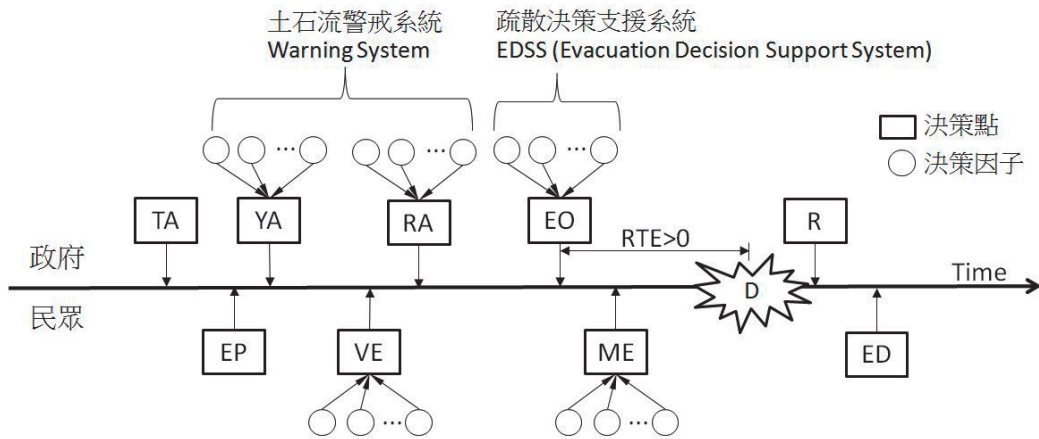 土石流警戒系統
Warning System
疏散決策支援系統
EDSS (Evacuation Decision Support System)
決策點
決策因子
...
...
...
TA
YA
RA
EO
R
RTE>0
政府
D
Time
民眾
EP
VE
ME
ED
...
...